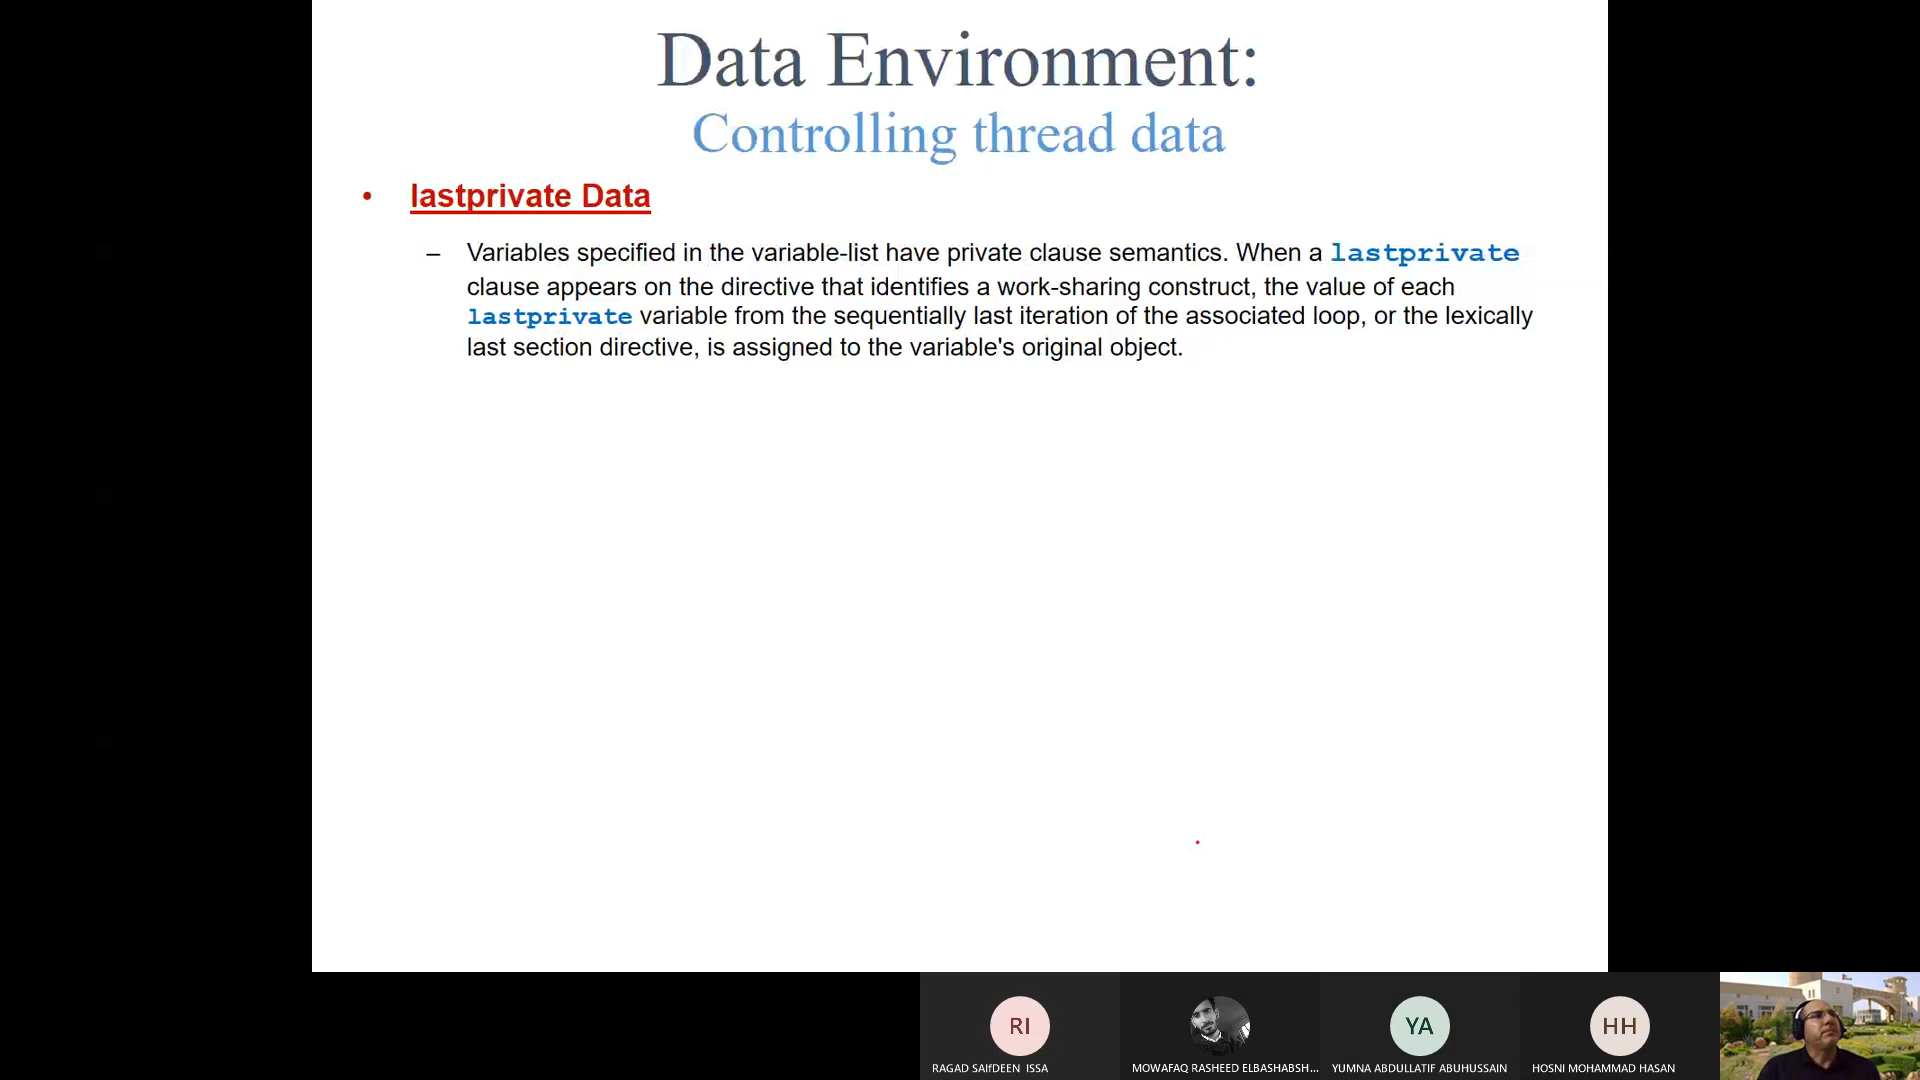 Data Environment:
Controlling thread data
• lastprivate Data
– Variables specified in the variable-list have private clause semantics. When a lastprivate
clause appears on the directive that identifies a work-sharing construct, the value of each
lastprivate variable from the sequentially last iteration of the associated loop, or the lexically
last section directive, is assigned to the variable's original object.
RI
YA
HH
RAGAD SAIfDEEN ISSA
MOWAFAQ RASHEED ELBASHABSH...
YUMNA ABDULLATIF ABUHUSSAIN
HOSNI MOHAMMAD HASAN